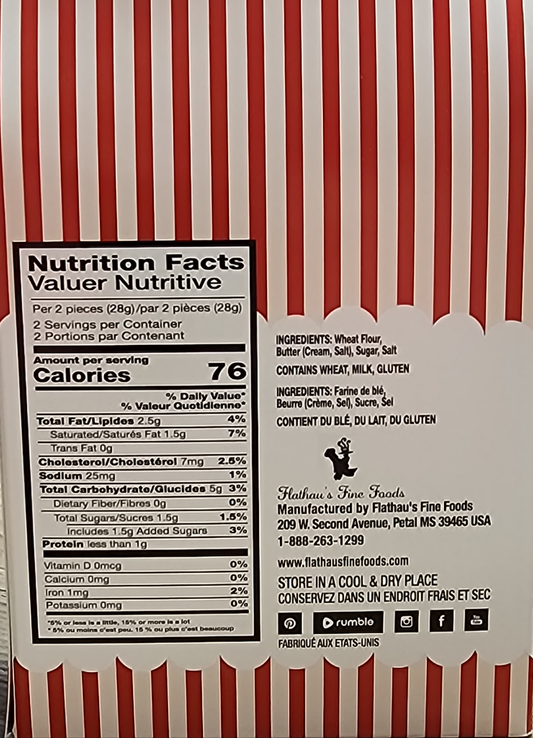 Nutrition Facts
Valuer Nutritive
Per 2 pieces (28g)/par 2 pièces (28g)
2 Servings per Container
2 Portions par Contenant
Amount per serving
Calories 76
% Daily Value*
% Valeur Quotidienne*
Total Fat/Lipides 2.5g 4%
Saturated/Saturés Fat 1.5g 7%
Trans Fat 0g
Cholesterol/Cholestérol 7mg 2.5%
Sodium 25mg 1%
Total Carbohydrate/Glucides 5g 3%
Dietary Fiber/Fibres 0g 0%
Total Sugars/Sucres 1.5g 1.5%
Includes 1.5g Added Sugars 3%
Protein less than 1g
Vitamin D 0mcg 0%
Calcium 0mg 0%
Iron 1mg 2%
Potassium 0mg 0%
*5% or less is a little, 15% or more is a lot
* 5% ou moins c'est peu, 15 % ou plus c'est beaucoup
INGREDIENTS: Wheat Flour,
Butter (Cream, Salt), Sugar, Salt
CONTAINS WHEAT, MILK, GLUTEN
INGREDIENTS: Farine de blé,
Beurre (Crème, Sel), Sucre, Sel
CONTIENT DU BLÉ, DU LAIT, DU GLUTEN
Flathau's Fine Foods
Manufactured by Flathau's Fine Foods
209 W. Second Avenue, Petal MS 39465 USA
1-888-263-1299
www.flathausfinefoods.com
STORE IN A COOL & DRY PLACE
CONSERVEZ DANS UN ENDROIT FRAIS ET SEC
rumble
FABRIQUÉ AUX ETATS-UNIS